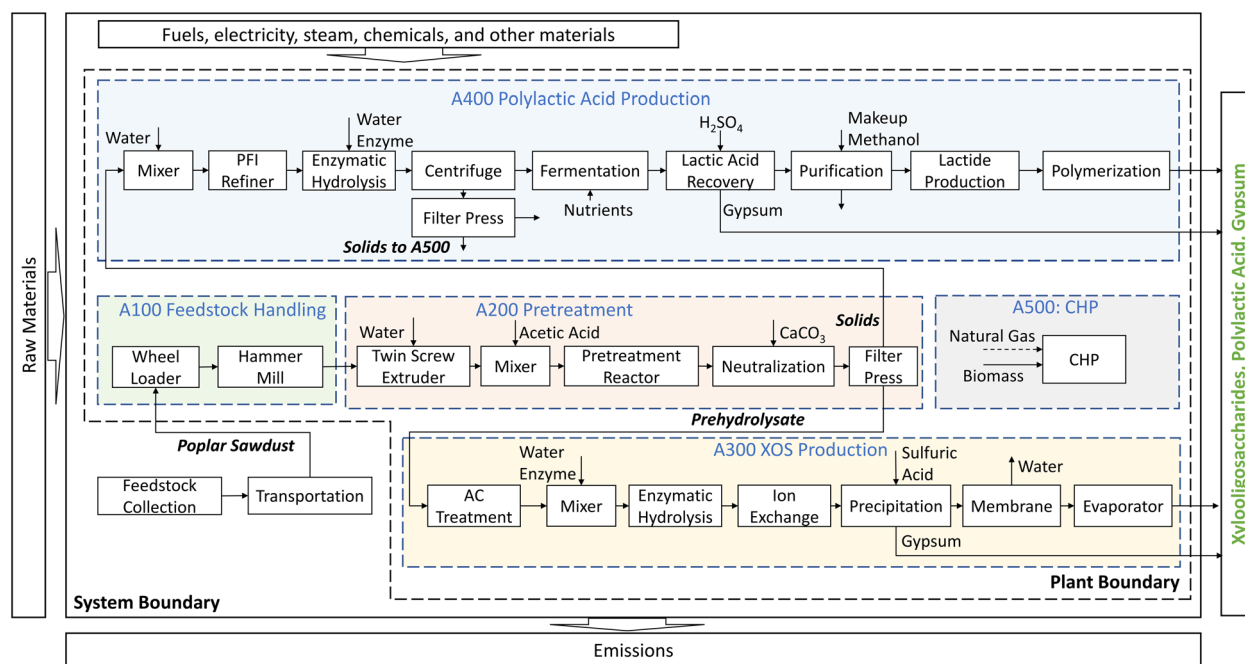 Fuels, electricity, steam, chemicals, and other materials
Raw Materials
A400 Polylactic Acid Production
Water
Water
Enzyme
H₂SO₄
Makeup
Methanol
Mixer
PFI
Refiner
Enzymatic
Hydrolysis
Centrifuge
Fermentation
Lactic Acid
Recovery
Purification
Lactide
Production
Polymerization
Filter Press
Nutrients
Gypsum
Solids to A500
A100 Feedstock Handling
Wheel
Loader
Hammer
Mill
A200 Pretreatment
Water
Acetic Acid
CaCO₃
Solids
Twin Screw
Extruder
Mixer
Pretreatment
Reactor
Neutralization
Filter
Press
A500: CHP
Natural Gas
Biomass
CHP
Prehydrolysate
Poplar Sawdust
Feedstock
Collection
Transportation
A300 XOS Production
Water
Enzyme
Sulfuric
Acid
Water
AC
Treatment
Mixer
Enzymatic
Hydrolysis
Ion
Exchange
Precipitation
Membrane
Evaporator
Gypsum
Plant Boundary
System Boundary
Xylooligosaccharides, Polylactic Acid, Gypsum
Emissions